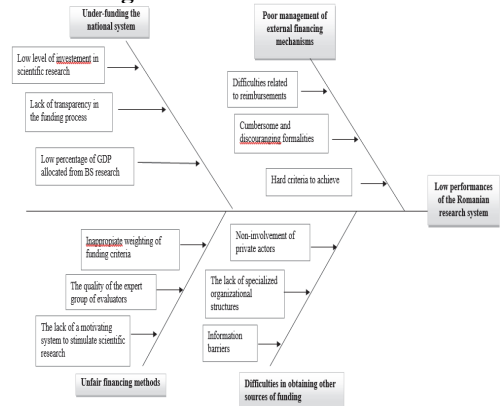 Under-funding the
national system
Poor management of
external financing
mechanisms
Low level of investement in
scientific research
Lack of transparency in
the funding process
Low percentage of GDP
allocated from BS research
Difficulties related
to reimbursements
Cumbersome and
discouranging formalities
Hard criteria to achieve
Low performances
of the Romanian
research system
Inappropiate weighting of
funding criteria
The quality of the expert
group of evaluators
The lack of a motivating
system to stimulate scientific
research
Non-involvement of
private actors
The lack of specialized
organizational
structures
Information
barriers
Unfair financing methods
Difficulties in obtaining other
sources of funding